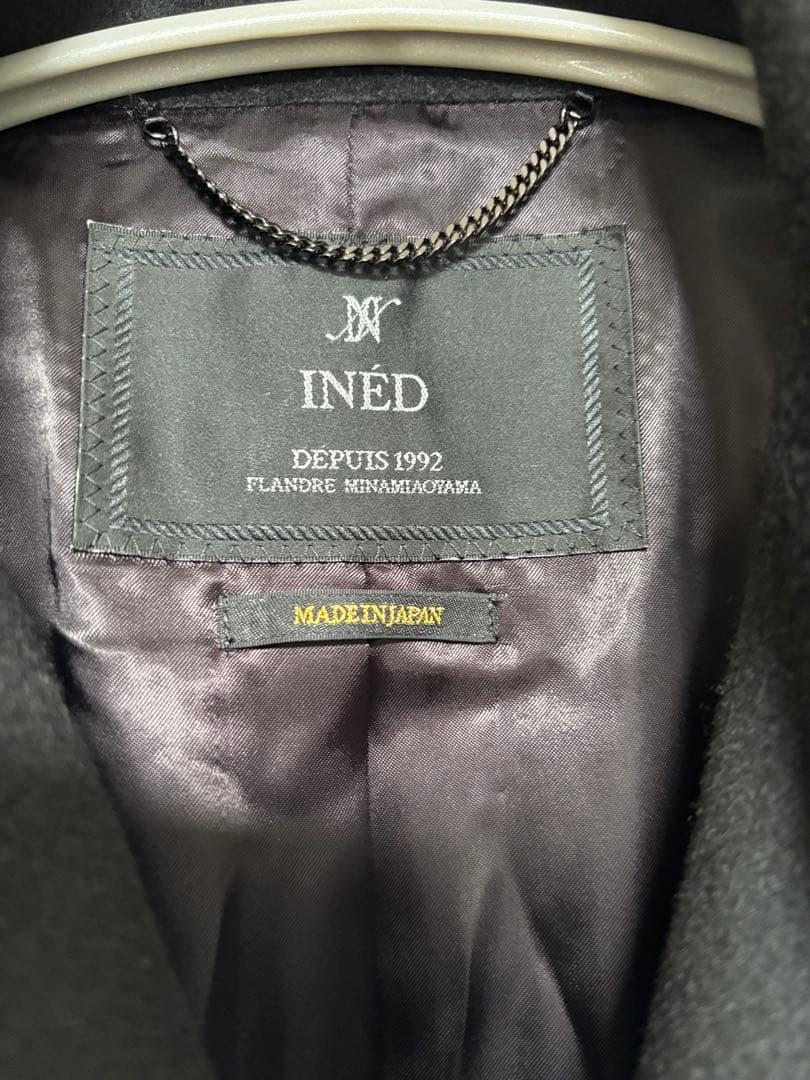 INÉD
DEPUIS 1992
FLANDRE MINAMIAOYAMA
MADE IN JAPAN